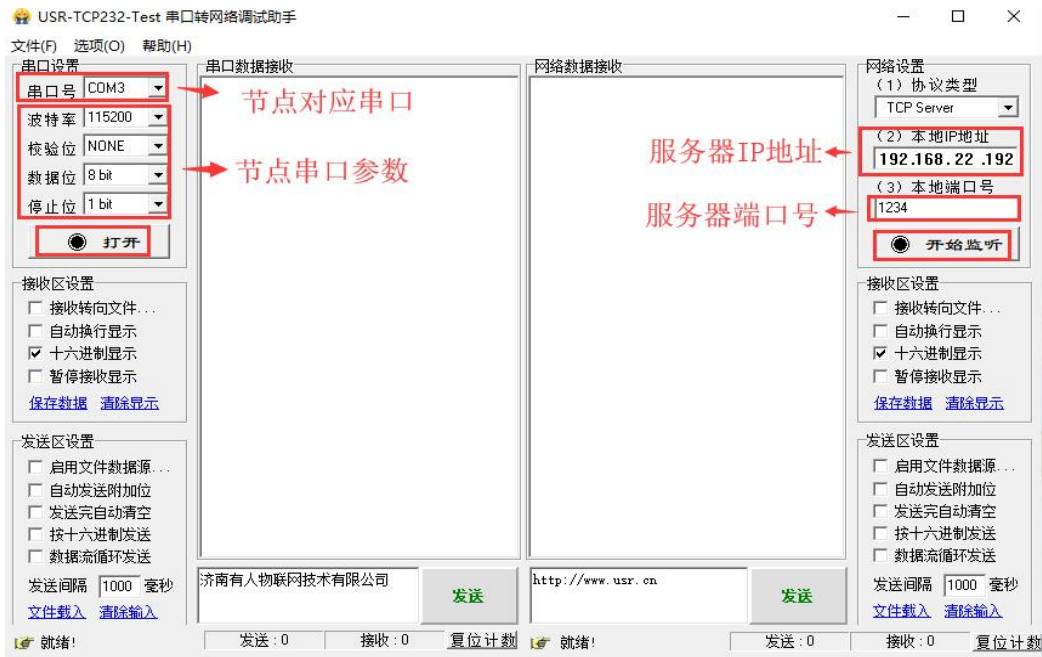 USR-TCP232-Test 串口转网络调试助手
文件(F) 选项(O) 帮助(H)
串口设置
串口号 COM3
波特率 115200
校验位 NONE
数据位 8 bit
停止位 1 bit
打开
接收区设置
接收转向文件...
自动换行显示
十六进制显示
暂停接收显示
保存数据 清除显示
发送区设置
启用文件数据源...
自动发送附加位
发送完自动清空
按十六进制发送
数据流循环发送
发送间隔 1000 毫秒
文件载入 清除输入
串口数据接收
节点对应串口
节点串口参数
济南有人物联网技术有限公司
发送
网络数据接收
服务器IP地址
服务器端口号
http://www.usr.cn
发送
网络设置
(1) 协议类型
TCP Server
(2) 本地IP地址
192.168.22 .192
(3) 本地端口号
1234
开始监听
接收区设置
接收转向文件...
自动换行显示
十六进制显示
暂停接收显示
保存数据 清除显示
发送区设置
启用文件数据源...
自动发送附加位
发送完自动清空
按十六进制发送
数据流循环发送
发送间隔 1000 毫秒
文件载入 清除输入
就绪! 发送:0 接收:0 复位计数 就绪! 发送:0 接收:0 复位计数